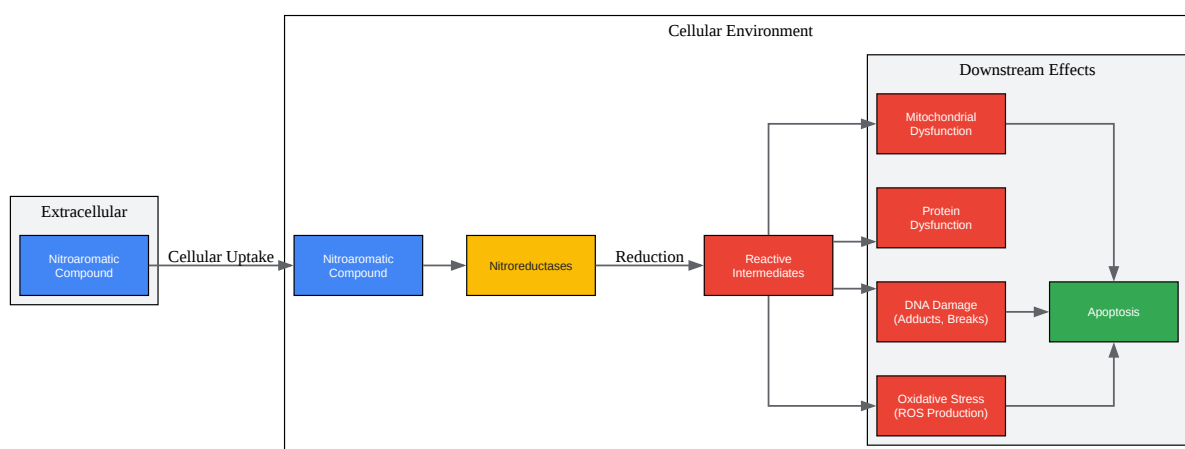 Cellular Environment
Downstream Effects
Mitochondrial
Dysfunction
Protein
Dysfunction
Extracellular
Nitroaromatic
Compound
Cellular Uptake
Nitroaromatic
Compound
Nitroreductases
Reduction
Reactive
Intermediates
DNA Damage
(Adducts, Breaks)
Apoptosis
Oxidative Stress
(ROS Production)